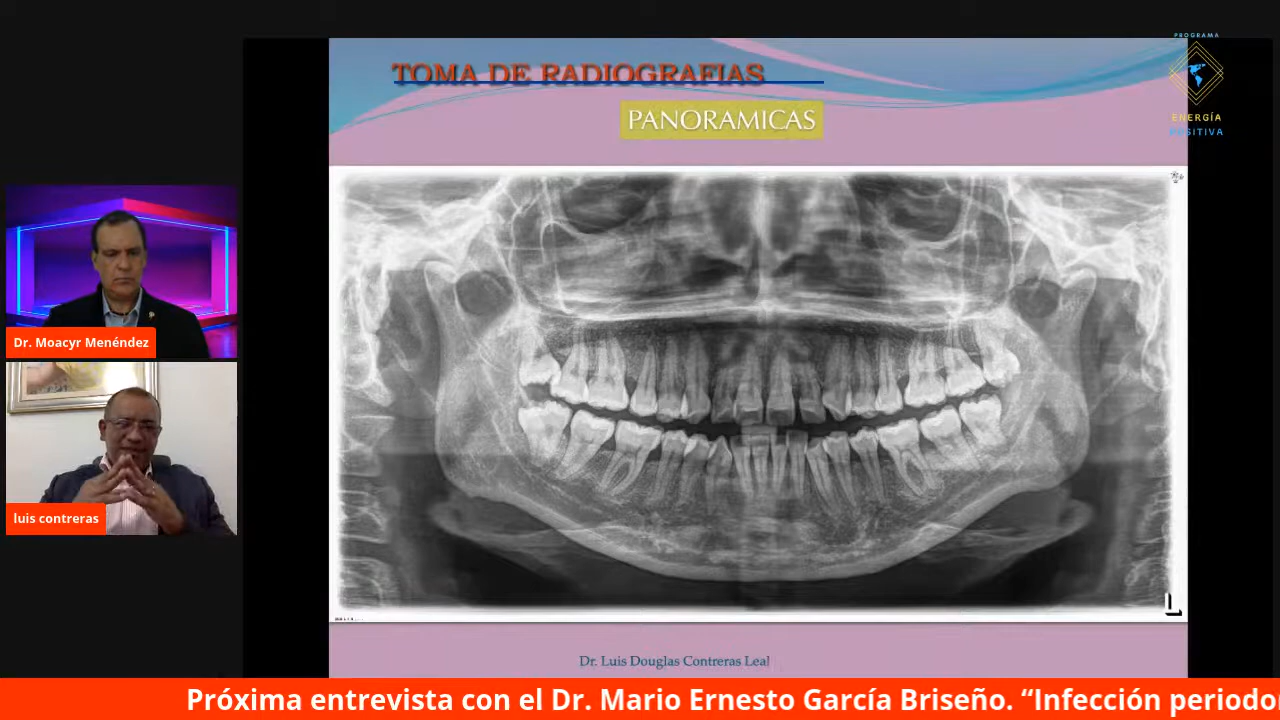 TOMA DE RADIOGRAFIAS
PANORAMICAS
PROGRAMA
ENERGÍA
POSITIVA
Dr. Moacyr Menéndez
luis contreras
L
Dr. Luis Douglas Contreras Leal
Próxima entrevista con el Dr. Mario Ernesto García Briseño. “Infección periodo